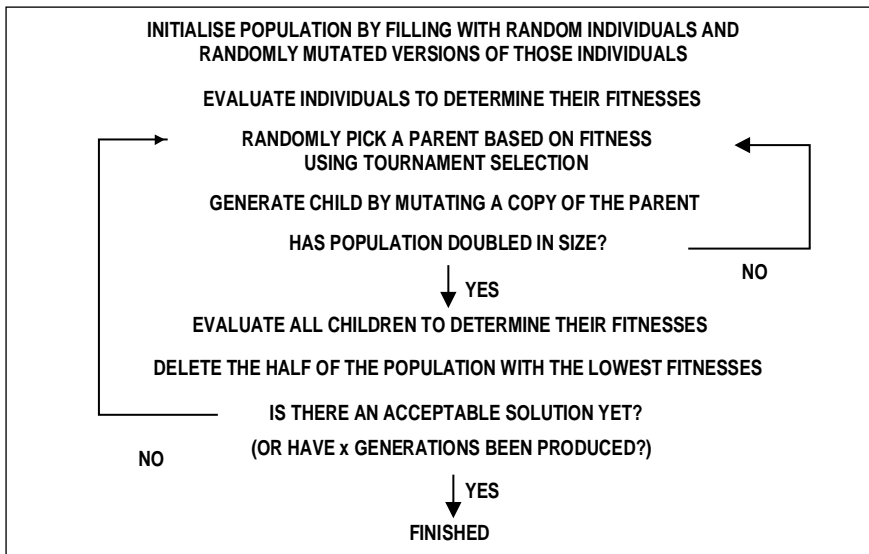 INITIALISE POPULATION BY FILLING WITH RANDOM INDIVIDUALS AND
RANDOMLY MUTATED VERSIONS OF THOSE INDIVIDUALS
EVALUATE INDIVIDUALS TO DETERMINE THEIR FITNESSES
RANDOMLY PICK A PARENT BASED ON FITNESS
USING TOURNAMENT SELECTION
GENERATE CHILD BY MUTATING A COPY OF THE PARENT
HAS POPULATION DOUBLED IN SIZE?
NO
YES
EVALUATE ALL CHILDREN TO DETERMINE THEIR FITNESSES
DELETE THE HALF OF THE POPULATION WITH THE LOWEST FITNESSES
IS THERE AN ACCEPTABLE SOLUTION YET?
(OR HAVE x GENERATIONS BEEN PRODUCED?)
NO
YES
FINISHED